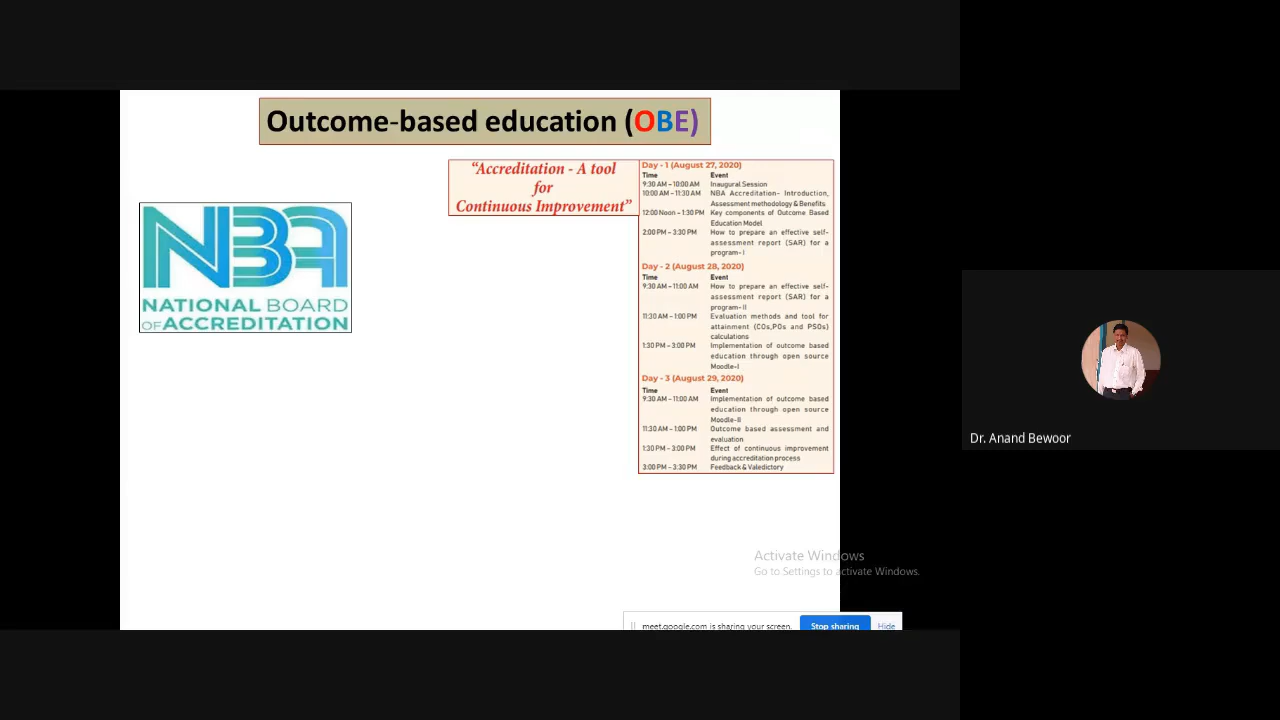 Outcome-based education (OBE)
“Accreditation - A tool
for
Continuous Improvement”
NBA
NATIONAL BOARD
OF ACCREDITATION
Day - 1 (August 27, 2020)
Time Event
9:30 AM – 10:00 AM Inaugural Session
10:00 AM – 11:30 AM NBA Accreditation- Introduction,
Assessment methodology & Benefits
12:00 Noon – 1:30 PM Key components of Outcome Based
Education Model
2:00 PM – 3:30 PM How to prepare an effective self-
assessment report (SAR) for a
program- I
Day - 2 (August 28, 2020)
Time Event
9:30 AM – 11:00 AM How to prepare an effective self-
assessment report (SAR) for a
program- II
11:30 AM – 1:00 PM Evaluation methods and tool for
attainment (COs,POs and PSOs)
calculations
1:30 PM – 3:00 PM Implementation of outcome based
education through open source
Moodle-I
Day - 3 (August 29, 2020)
Time Event
9:30 AM – 11:00 AM Implementation of outcome based
education through open source
Moodle-II
11:30 AM – 1:00 PM Outcome based assessment and
evaluation
1:30 PM – 3:00 PM Effect of continuous improvement
during accreditation process
3:00 PM – 3:30 PM Feedback & Valedictory
Dr. Anand Bewoor
Activate Windows
Go to Settings to activate Windows.
meet.google.com is sharing your screen. Stop sharing Hide